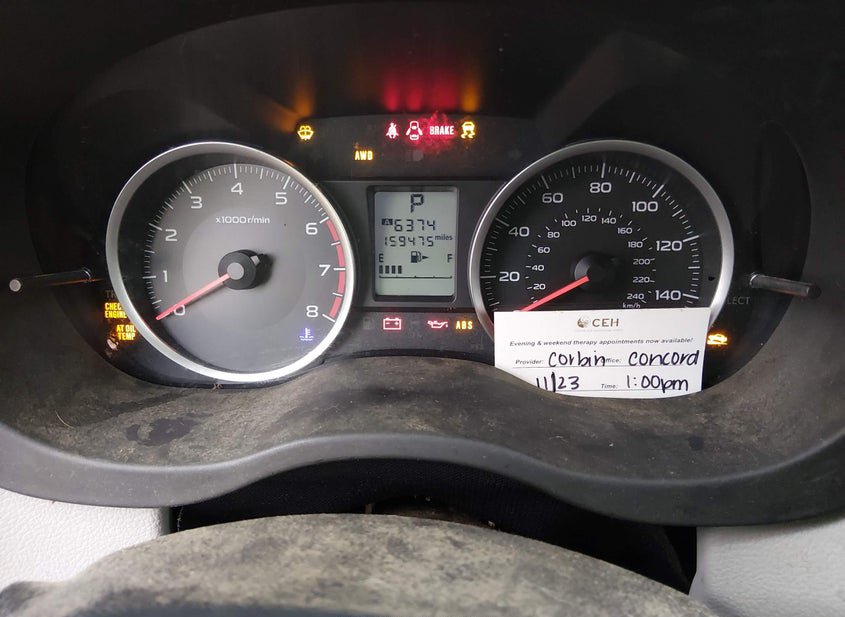 BRAKE
AWD
3 4 5
x1000r/min
2 6
1 7
0 8
P
A 6374
159475 miles
E F
60 80 100
40 120
20 140
80 100 120 140 160
60 180
40 200
20 220
240
km/h
CHECK
ENGINE
AT OIL
TEMP
ABS
CEH
Evening & weekend therapy appointments now available!
Provider: Corbin Concord
11/23 Time: 1:00pm